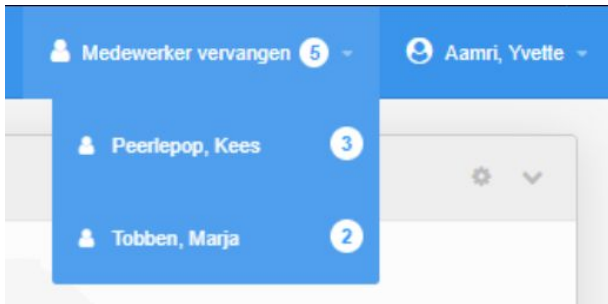 Medewerker vervangen 5
Aamri, Yvette
Peerlepop, Kees 3
Tobben, Marja 2